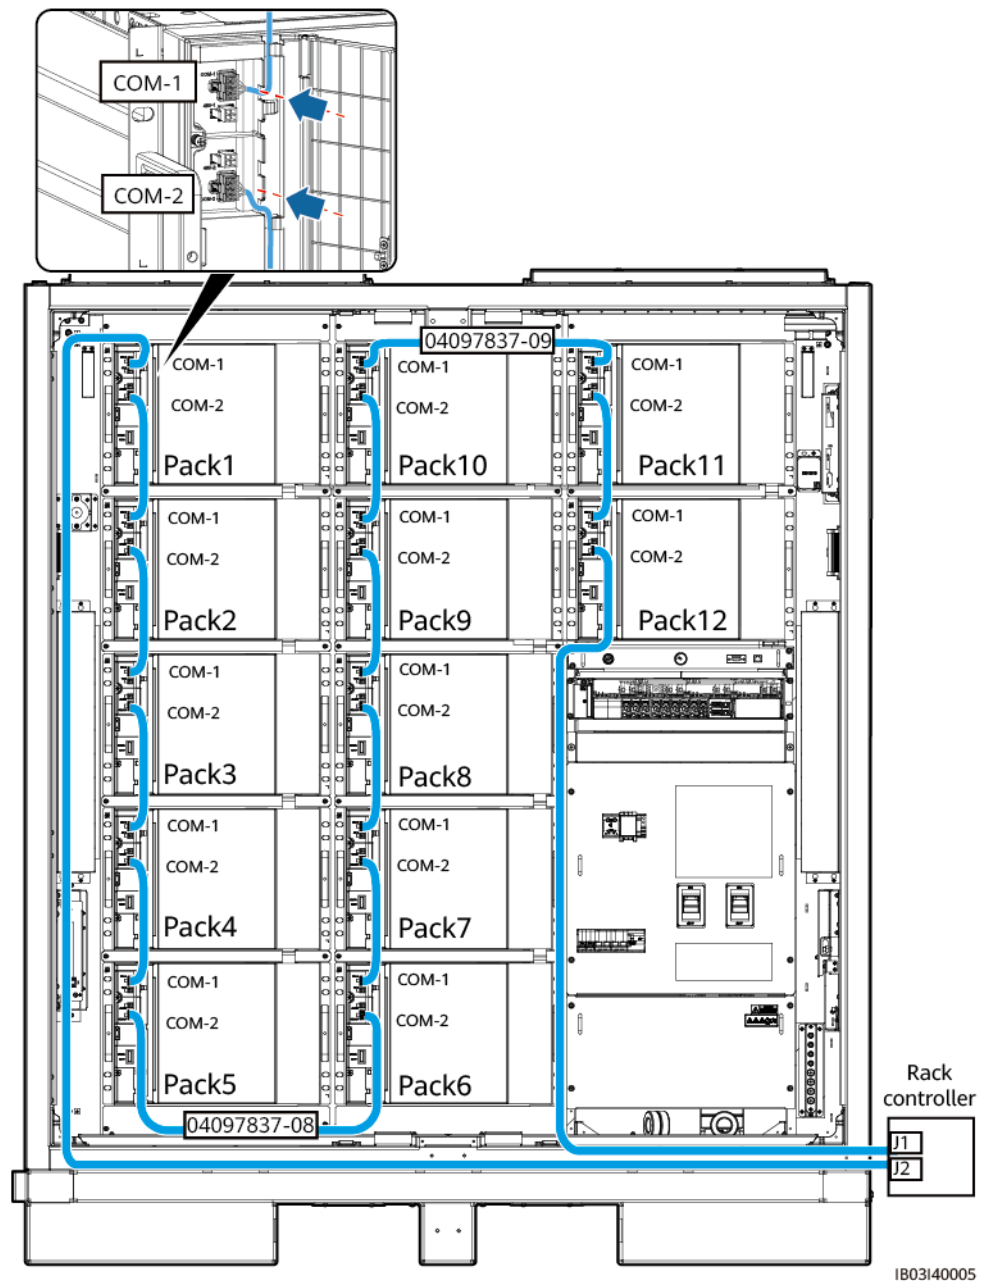 COM-1
COM-2
04097837-09
COM-1
COM-2
Pack1
COM-1
COM-2
Pack10
COM-1
COM-2
Pack11
COM-1
COM-2
Pack2
COM-1
COM-2
Pack9
COM-1
COM-2
Pack12
COM-1
COM-2
Pack3
COM-1
COM-2
Pack8
COM-1
COM-2
Pack4
COM-1
COM-2
Pack7
COM-1
COM-2
Pack5
COM-1
COM-2
Pack6
04097837-08
Rack
controller
J1
J2
IB03I40005